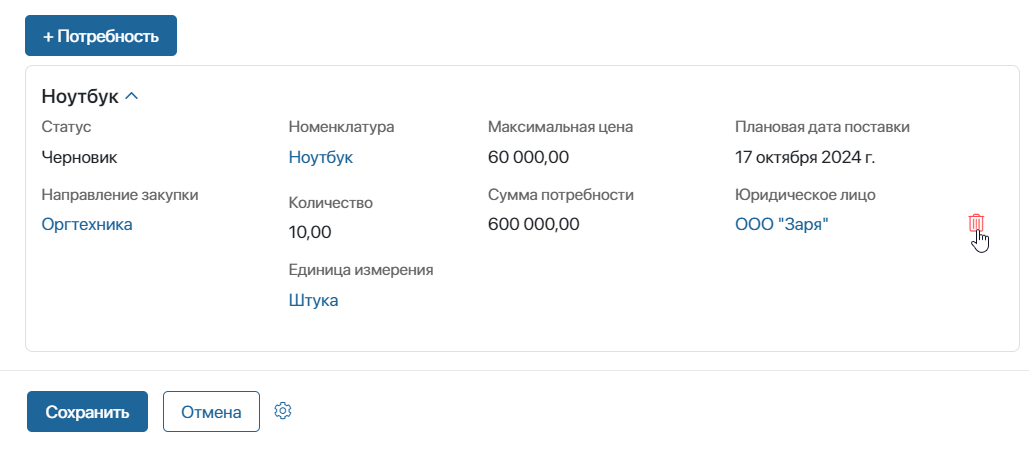 + Потребность
Ноутбук
Статус
Черновик
Номенклатура
Ноутбук
Максимальная цена
60 000,00
Плановая дата поставки
17 октября 2024 г.
Направление закупки
Оргтехника
Количество
10,00
Сумма потребности
600 000,00
Юридическое лицо
ООО "Заря"
Единица измерения
Штука
Сохранить
Отмена